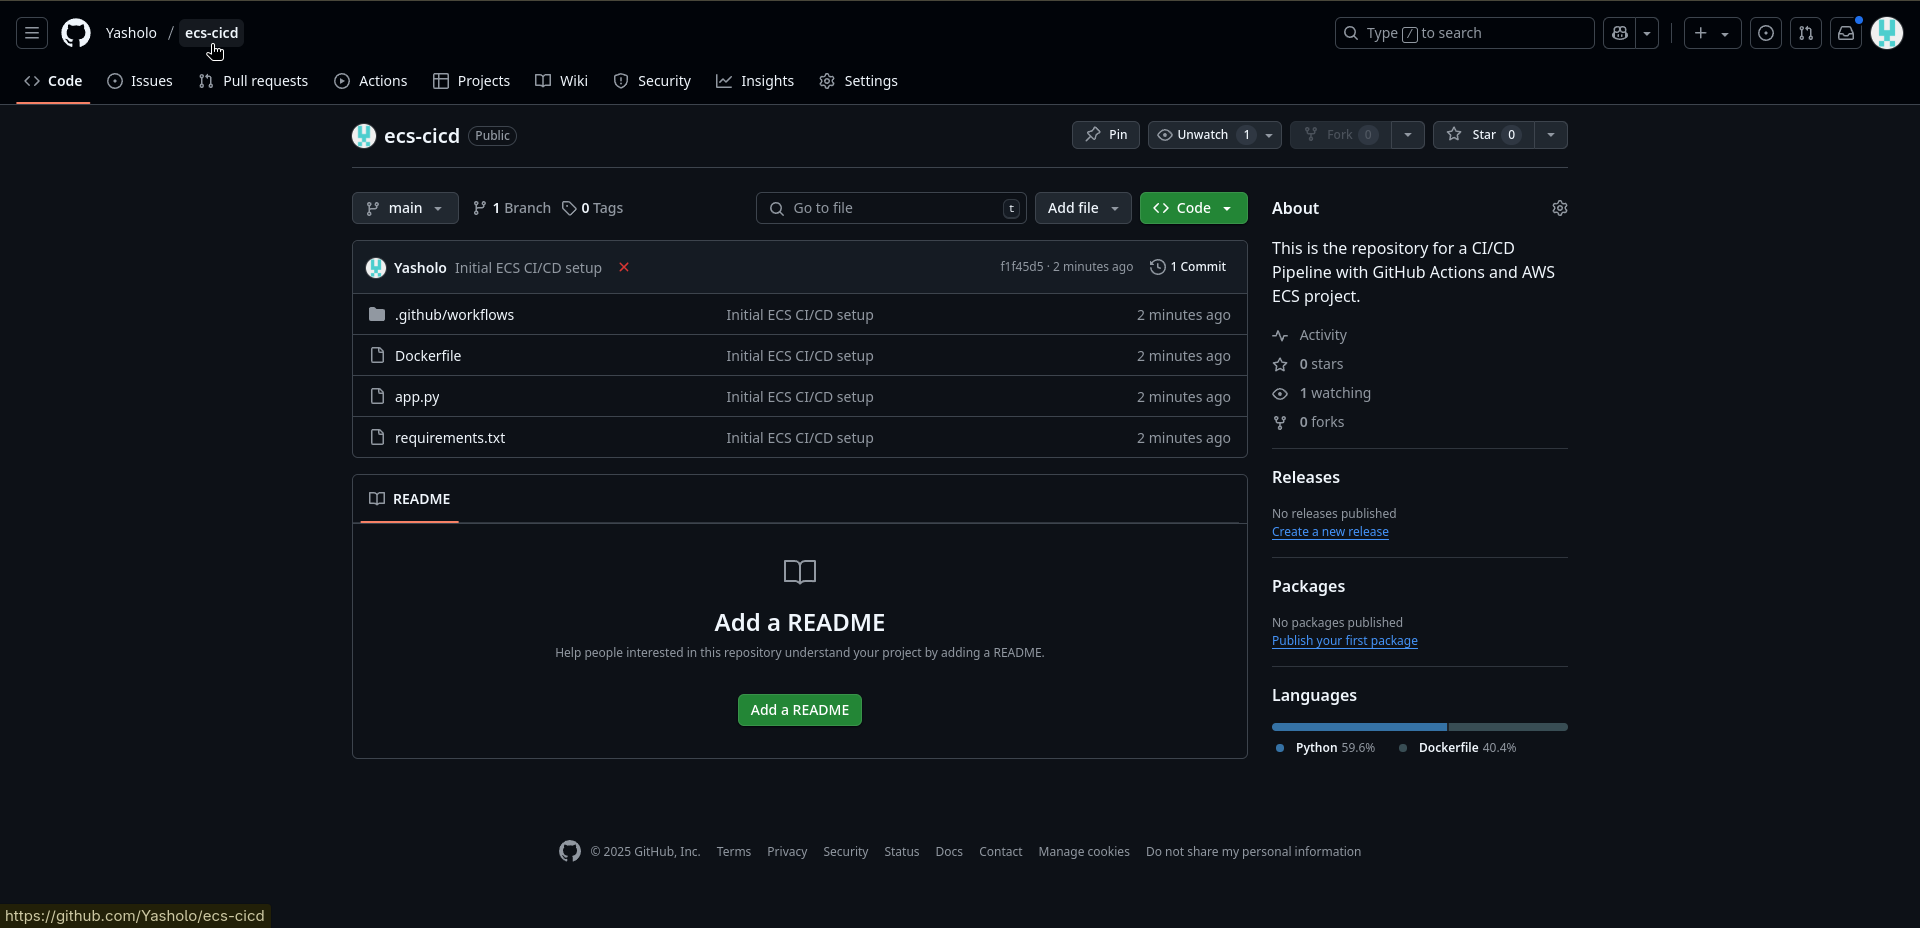 Yasholo / ecs-cicd Type / to search
Code Issues Pull requests Actions Projects Wiki Security Insights Settings
ecs-cicd Public Pin Unwatch 1 Fork 0 Star 0
main 1 Branch 0 Tags Go to file t Add file Code
Yasholo Initial ECS CI/CD setup f1f45d5 · 2 minutes ago 1 Commit
.github/workflows Initial ECS CI/CD setup 2 minutes ago
Dockerfile Initial ECS CI/CD setup 2 minutes ago
app.py Initial ECS CI/CD setup 2 minutes ago
requirements.txt Initial ECS CI/CD setup 2 minutes ago
README
Add a README
Help people interested in this repository understand your project by adding a README.
Add a README
About
This is the repository for a CI/CD
Pipeline with GitHub Actions and AWS
ECS project.
Activity
0 stars
1 watching
0 forks
Releases
No releases published
Create a new release
Packages
No packages published
Publish your first package
Languages
Python 59.6% Dockerfile 40.4%
© 2025 GitHub, Inc. Terms Privacy Security Status Docs Contact Manage cookies Do not share my personal information
https://github.com/Yasholo/ecs-cicd